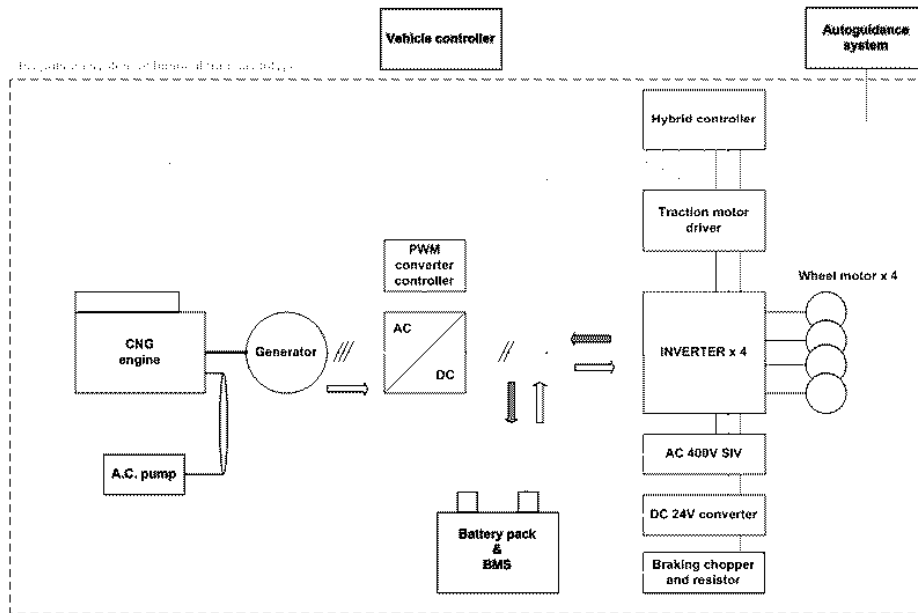 Vehicle controller
Autoguidance
system
Hybrid controller
Traction motor
driver
PWM
converter
controller
Wheel motor x 4
CNG
engine
Generator
AC
DC
INVERTER x 4
A.C. pump
AC 400V SIV
Battery pack
&
BMS
DC 24V converter
Braking chopper
and resistor